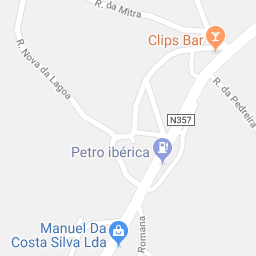 R. da Mitra
Clips Bar
R. Nova da Lagoa
R. da Pedreira
N357
Petro ibérica
Manuel Da
Costa Silva Lda
Romana